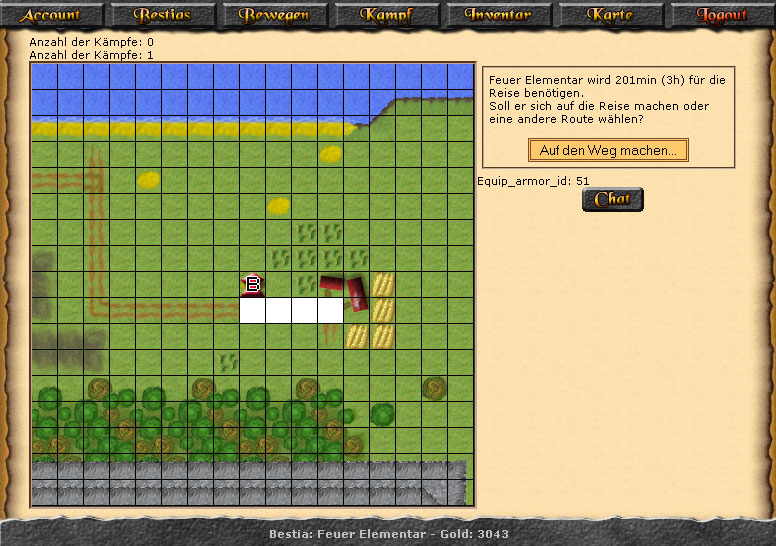 Account Bestias Bewegen Kampf Inventar Karte Logout
Anzahl der Kämpfe: 0
Anzahl der Kämpfe: 1
Feuer Elementar wird 201min (3h) für die
Reise benötigen.
Soll er sich auf die Reise machen oder
eine andere Route wählen?
Auf den Weg machen...
Equip_armor_id: 51
Chat
B
Bestia: Feuer Elementar - Gold: 3043